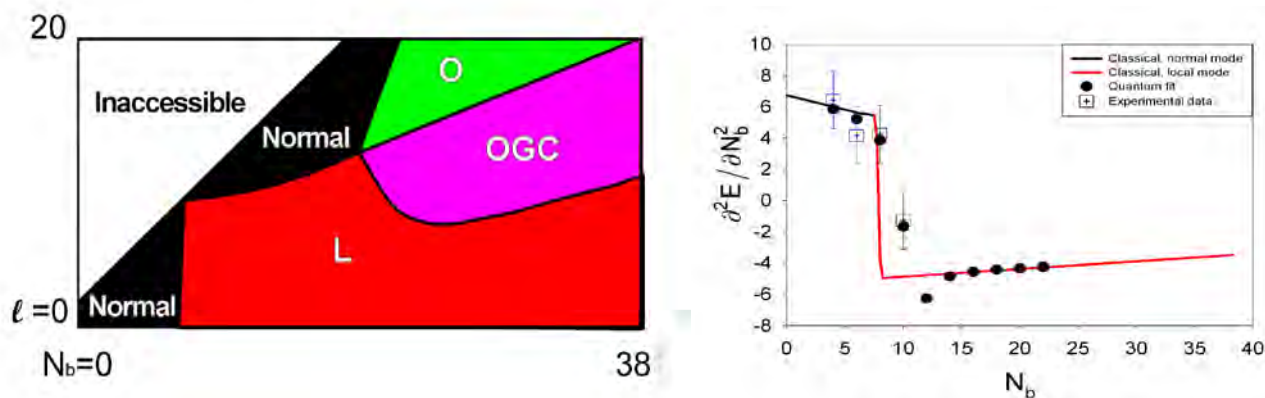 20
Inaccessible
Normal
O
OGC
L
Normal
ℓ =0
N_b=0
38
∂²E / ∂N_b²
10
8
6
4
2
0
-2
-4
-6
-8
Classical, normal mode
Classical, local mode
Quantum fit
Experimental data
0 5 10 15 20 25 30 35 40
N_b